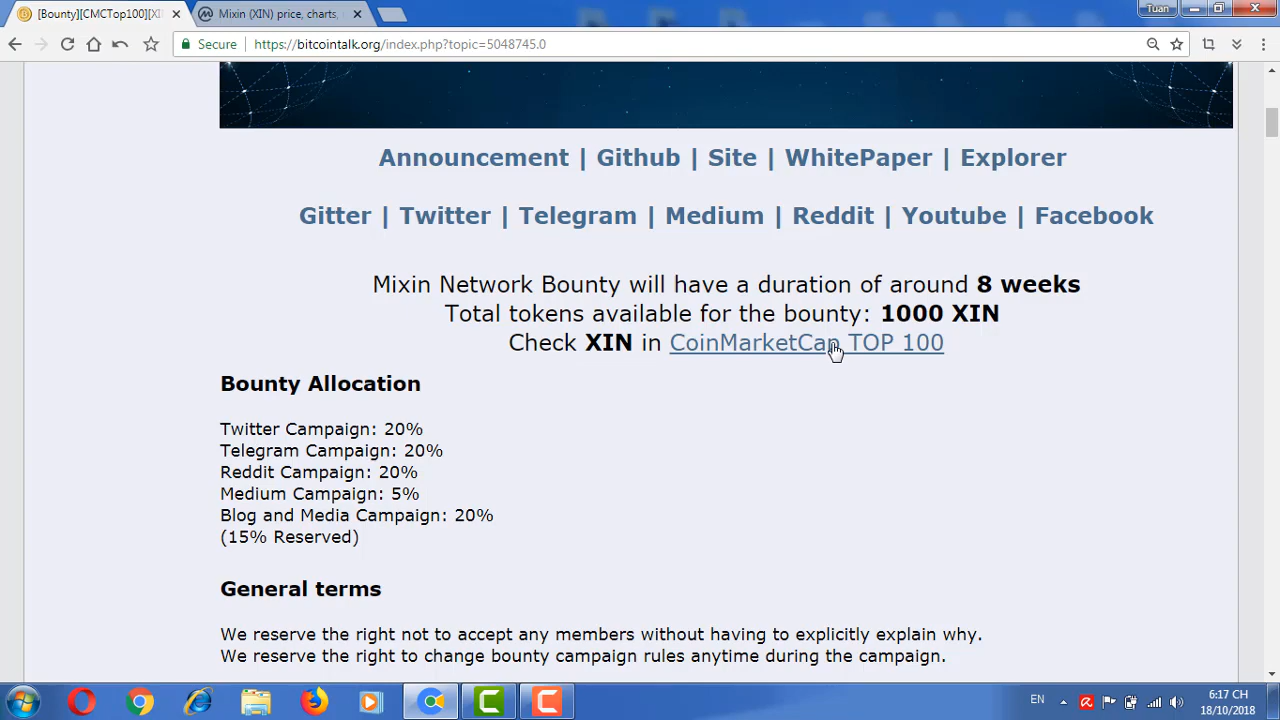 [Bounty][CMCTop100][XI
Mixin (XIN) price, charts,
Tuan
Secure
https://bitcointalk.org/index.php?topic=5048745.0
Announcement | Github | Site | WhitePaper | Explorer
Gitter | Twitter | Telegram | Medium | Reddit | Youtube | Facebook
Mixin Network Bounty will have a duration of around 8 weeks
Total tokens available for the bounty: 1000 XIN
Check XIN in CoinMarketCap TOP 100
Bounty Allocation
Twitter Campaign: 20%
Telegram Campaign: 20%
Reddit Campaign: 20%
Medium Campaign: 5%
Blog and Media Campaign: 20%
(15% Reserved)
General terms
We reserve the right not to accept any members without having to explicitly explain why.
We reserve the right to change bounty campaign rules anytime during the campaign.
EN
6:17 CH
18/10/2018